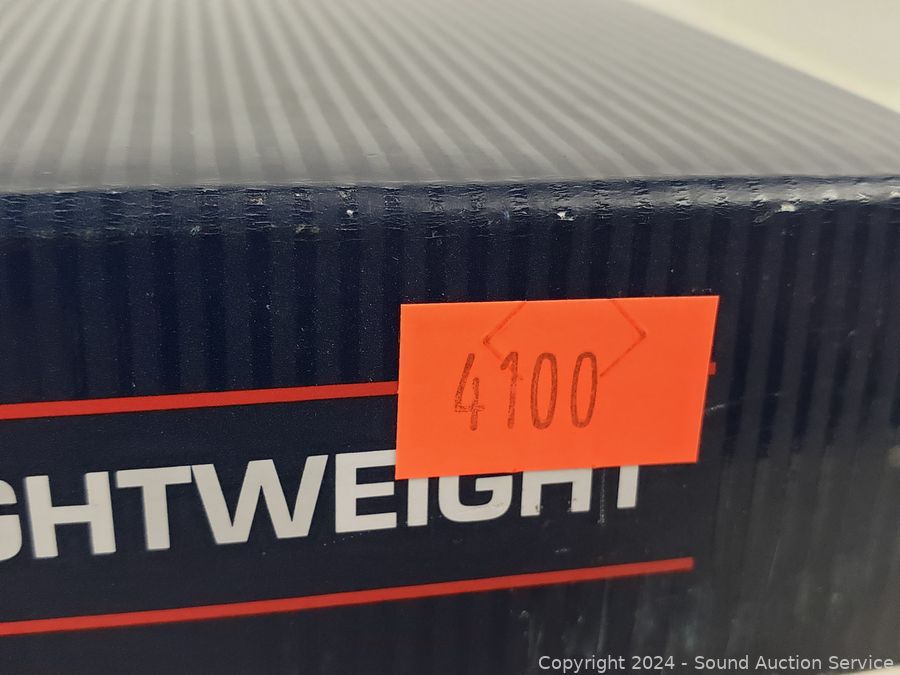 4100
GHTWEIGHT
Copyright 2024 - Sound Auction Service